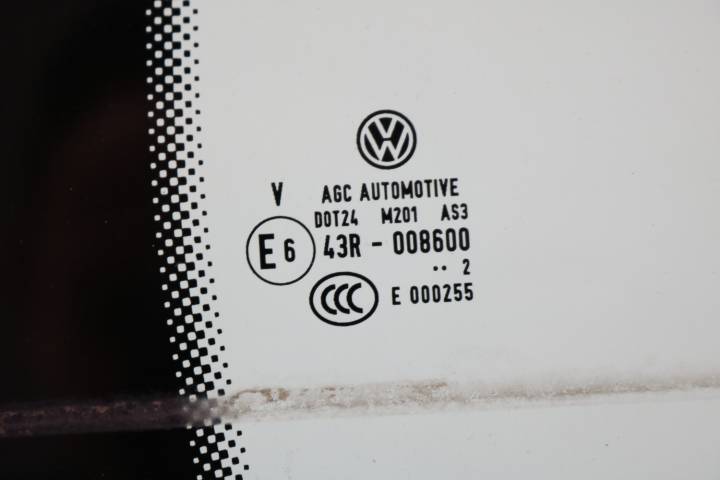 V AGC AUTOMOTIVE
DOT24 M201 AS3
E6 43R - 008600
.. 2
CCC E 000255